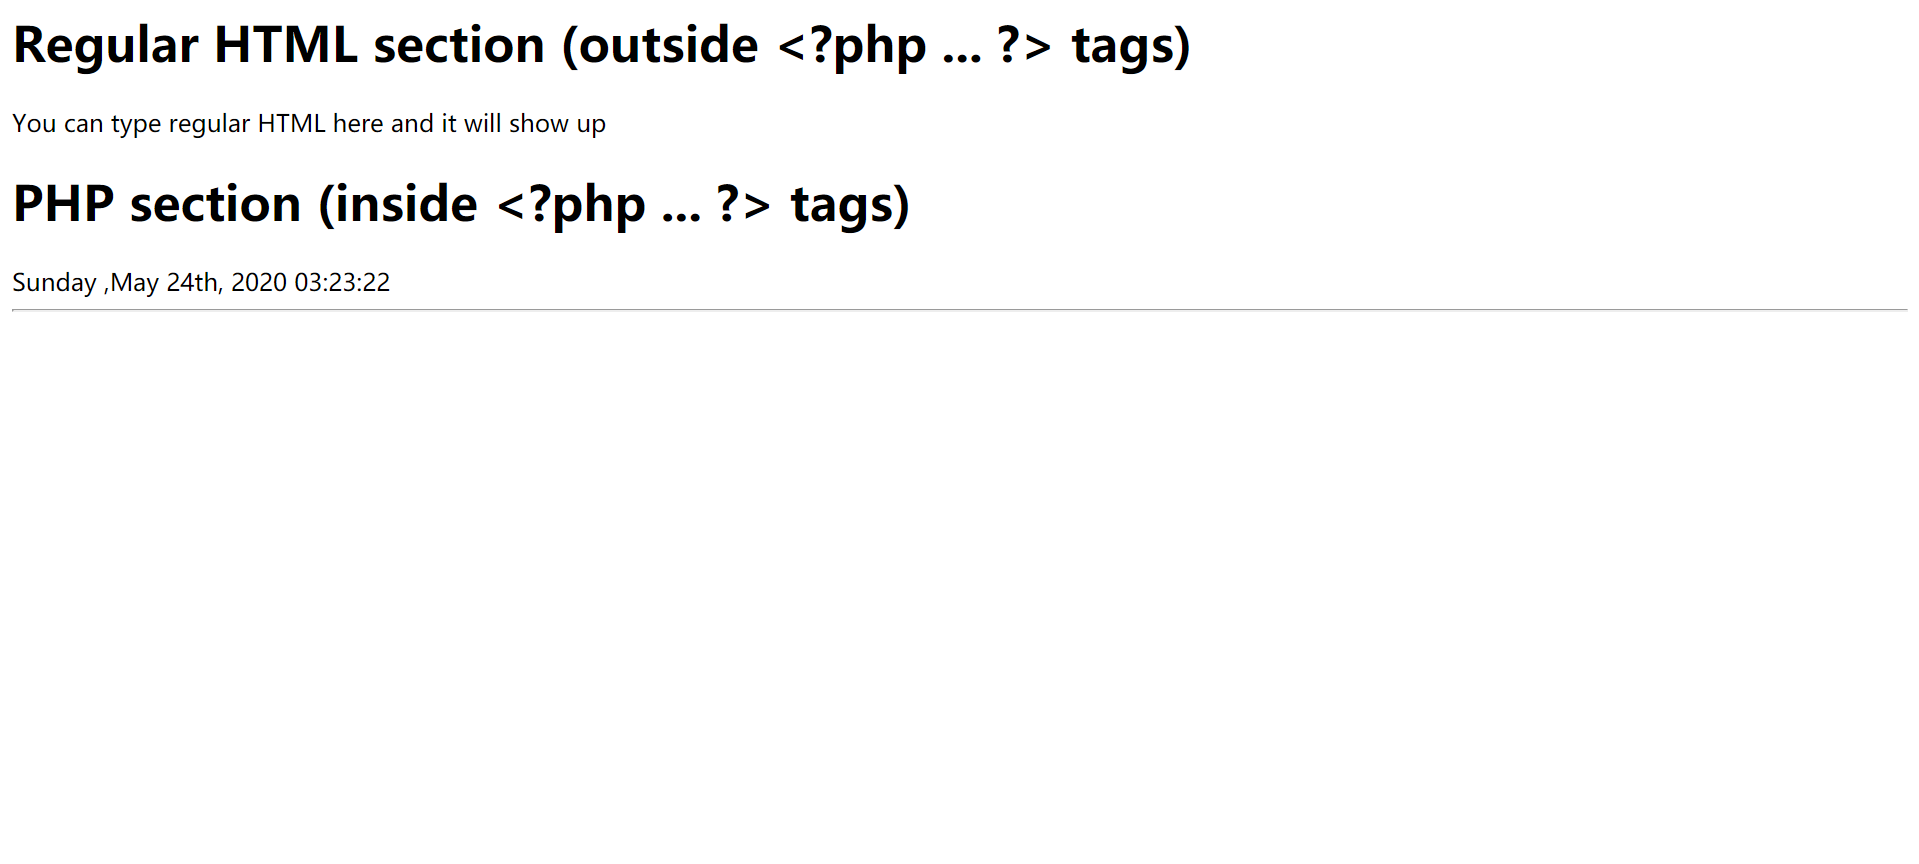 Regular HTML section (outside <?php ... ?> tags)
You can type regular HTML here and it will show up
PHP section (inside <?php ... ?> tags)
Sunday ,May 24th, 2020 03:23:22